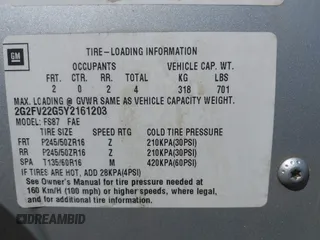 GM
TIRE-LOADING INFORMATION
OCCUPANTS VEHICLE CAP. WT.
FRT. CTR. RR. TOTAL KG LBS
2 0 2 4 318 701
MAX. LOADING @ GVWR SAME AS VEHICLE CAPACITY WEIGHT.
2G2FV22G5Y2161203
MODEL: FS87 FAE
TIRE SIZE SPEED RTG COLD TIRE PRESSURE
FRT P245/50ZR16 Z 210KPA(30PSI)
RR P245/50ZR16 Z 210KPA(30PSI)
SPA T135/60R16 M 420KPA(60PSI)
IF TIRES ARE HOT, ADD 28KPA(4PSI)
See Owner's Manual for tire pressure needed at
160 Km/H (100 mph) or higher speeds, where legal,
and for additional information.
autobidcar